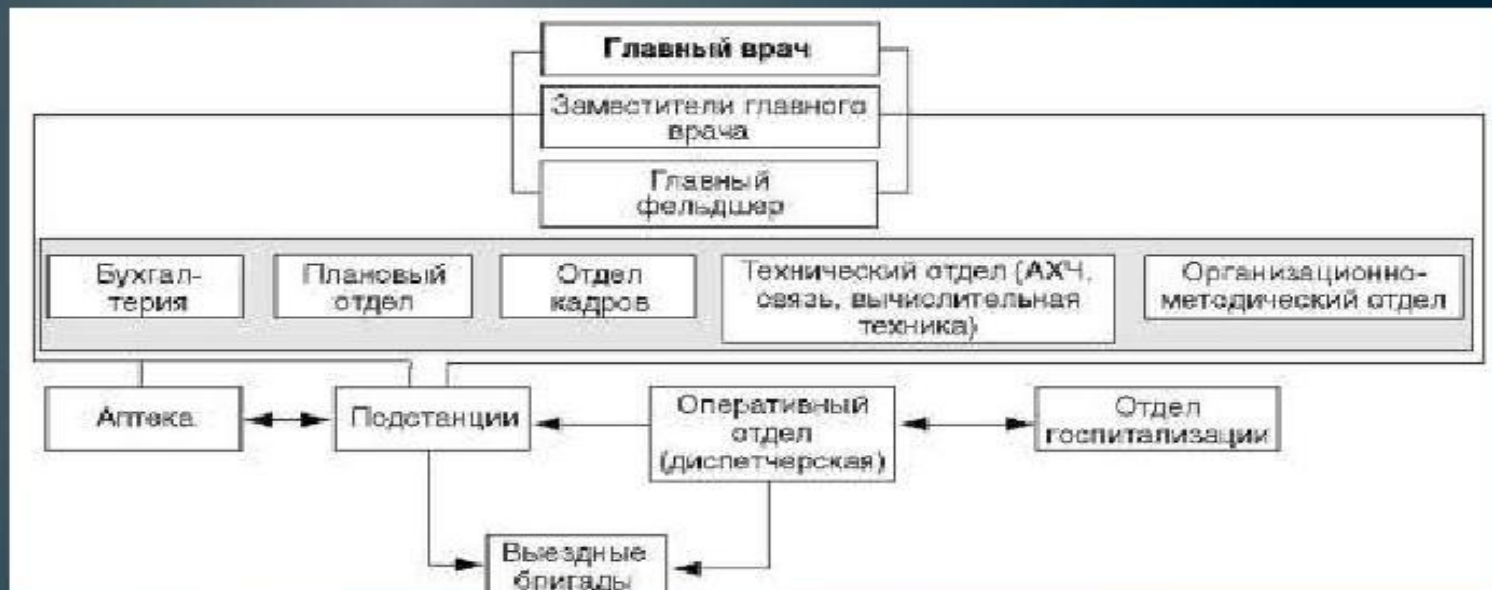 Главный врач
Заместители главного
врача
Главный
фельдшер
Бухгал-
терия
Плановый
отдел
Отдел
кадров
Технический отдел (АХЧ,
связь, вычислительная
техника)
Организационно-
методический отдел
Аптека
Подстанции
Оперативный
отдел
(диспетчерская)
Отдел
госпитализации
Выездные
бригады